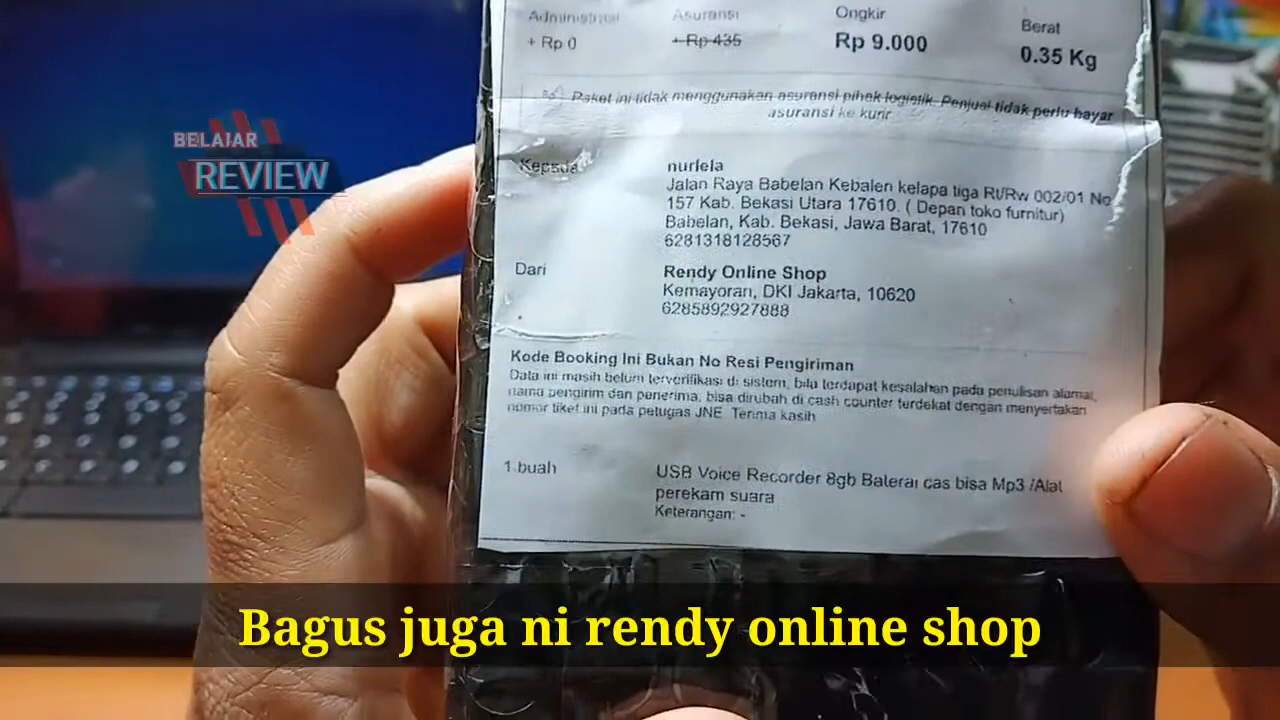 Administrasi Asuransi Ongkir Berat
+ Rp 0 + Rp 435 Rp 9.000 0.35 Kg
Paket ini tidak menggunakan asuransi pihak logistik. Penjual tidak perlu bayar
asuransi ke kurir
BELAJAR
REVIEW
Kepada nurlela
Jalan Raya Babelan Kebalen kelapa tiga Rt/Rw 002/01 No
157 Kab. Bekasi Utara 17610. ( Depan toko furnitur)
Babelan, Kab. Bekasi, Jawa Barat, 17610
6281318128567
Dari Rendy Online Shop
Kemayoran, DKI Jakarta, 10620
6285892927888
Kode Booking Ini Bukan No Resi Pengiriman
Data ini masih belum terverifikasi di sistem, bila terdapat kesalahan pada penulisan alamat,
nama pengirim dan penerima, bisa dirubah di cash counter terdekat dengan menyertakan
nomor tiket ini pada petugas JNE. Terima kasih
1 buah USB Voice Recorder 8gb Baterai cas bisa Mp3 /Alat
perekam suara
Keterangan: -
Bagus juga ni rendy online shop